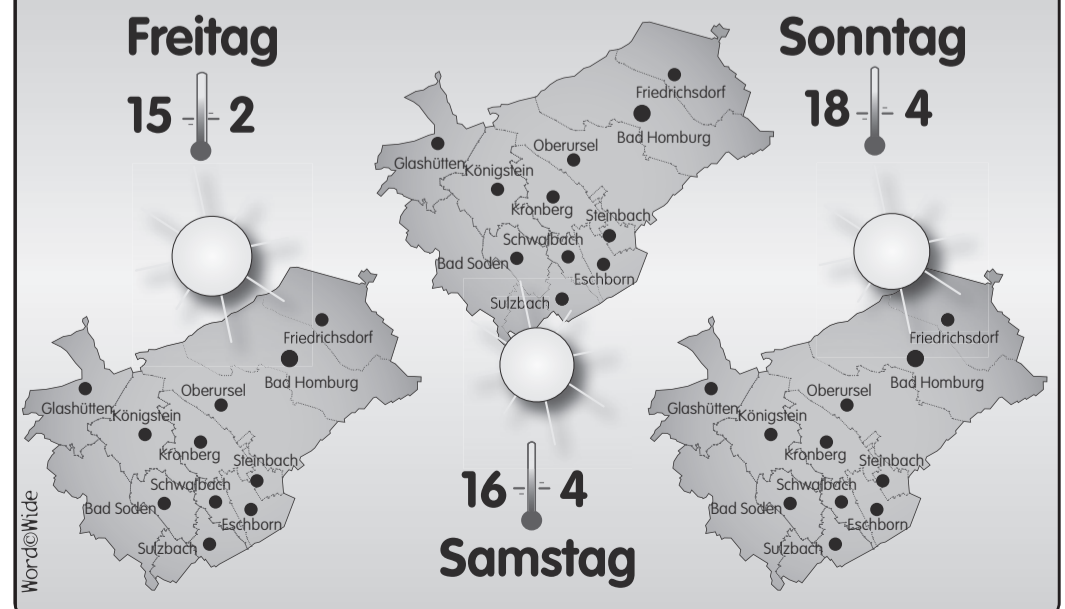 Freitag
15 2
Friedrichsdorf
Bad Homburg
Oberursel
Glashütten
Königstein
Kronberg
Steinbach
Schwalbach
Bad Soden
Eschborn
Sulzbach
Friedrichsdorf
Bad Homburg
Oberursel
Glashütten
Königstein
Kronberg
Steinbach
Schwalbach
Bad Soden
Eschborn
Sulzbach
16 4
Samstag
Sonntag
18 4
Friedrichsdorf
Bad Homburg
Oberursel
Glashütten
Königstein
Kronberg
Steinbach
Schwalbach
Bad Soden
Eschborn
Sulzbach
Word©Wide